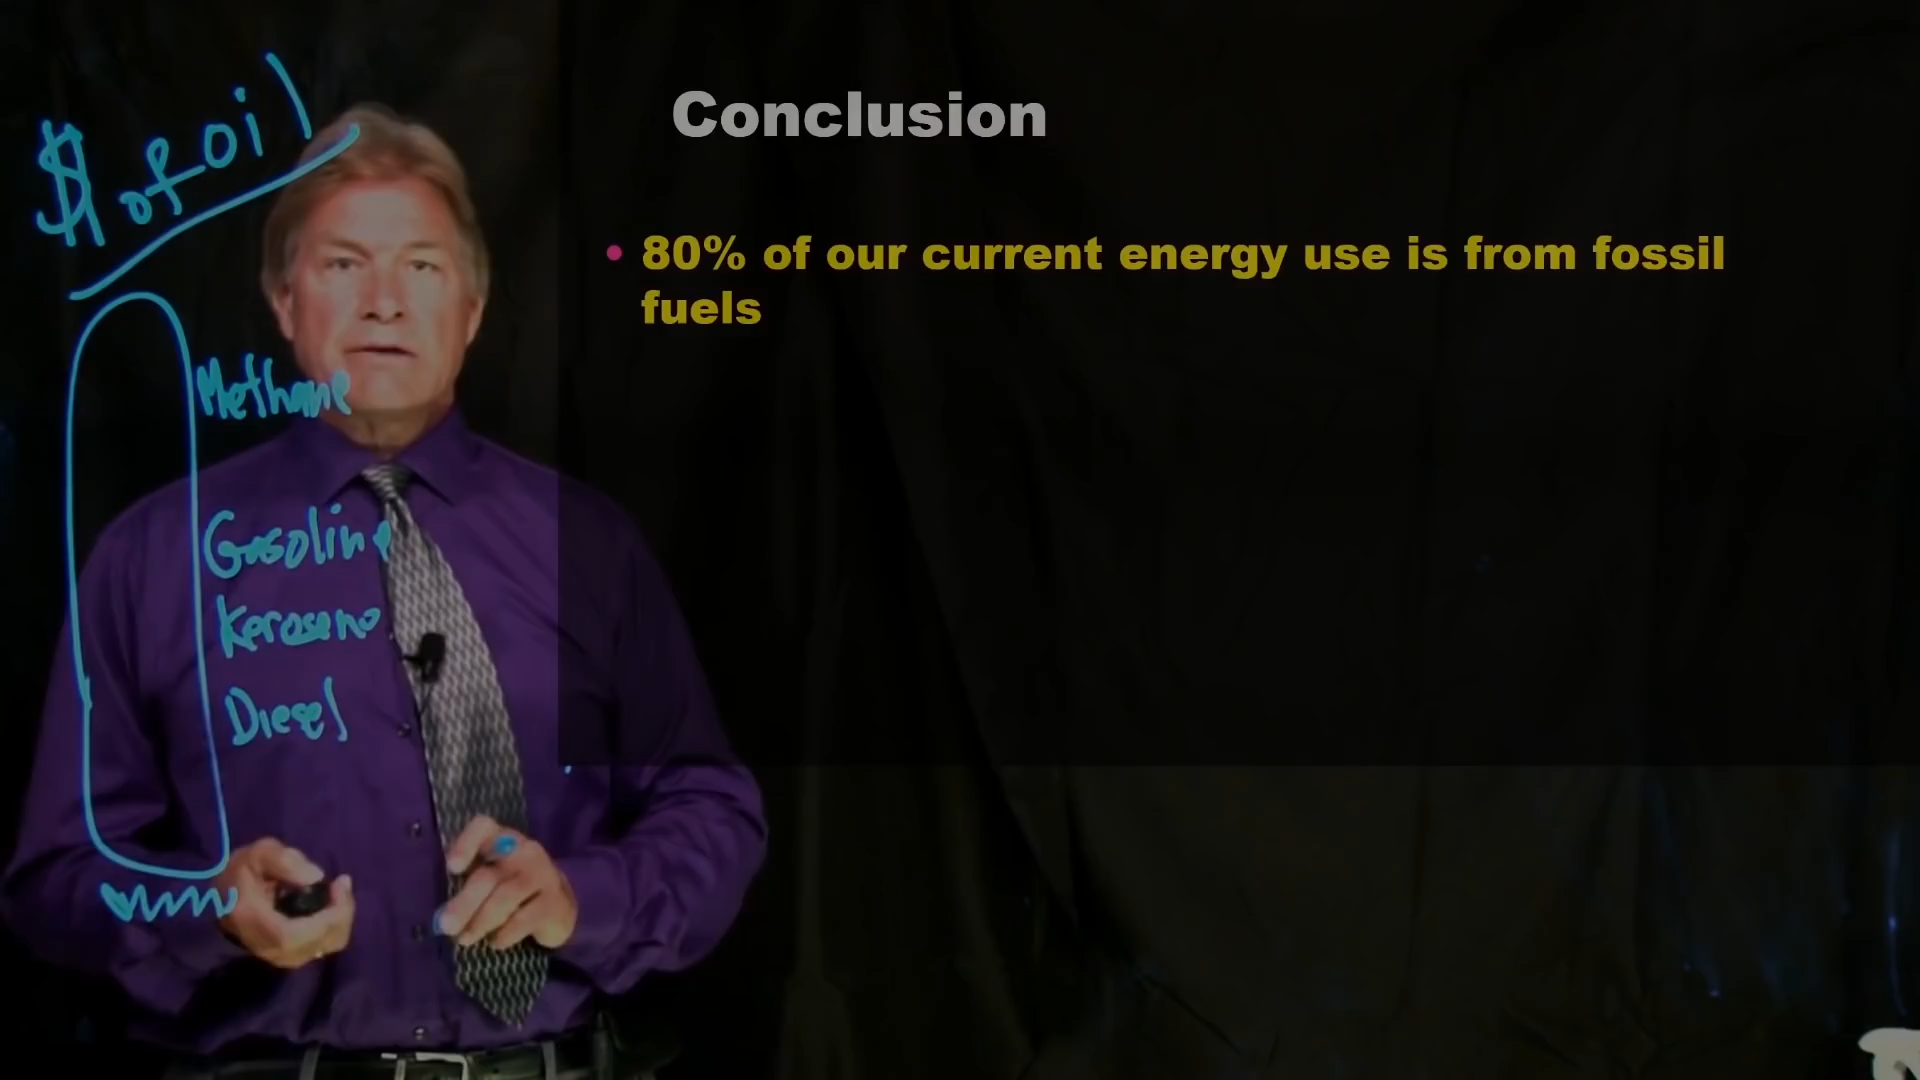 $ of oil
Methane
Gasoline
Kerosene
Diesel
Conclusion
• 80% of our current energy use is from fossil
fuels